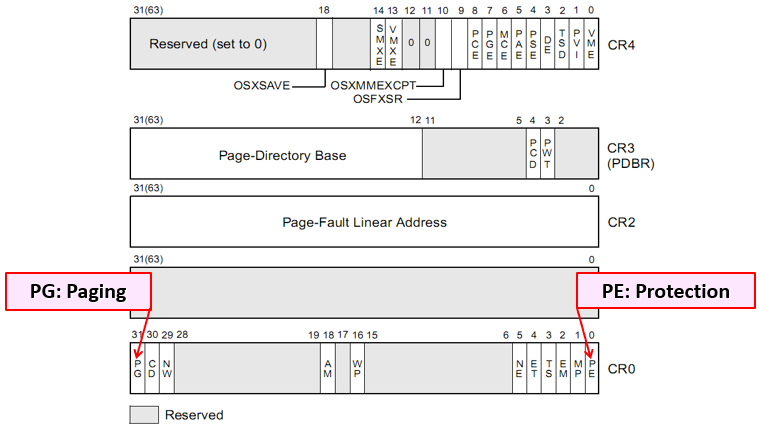 31(63) 18 14 13 12 11 10 9 8 7 6 5 4 3 2 1 0
Reserved (set to 0) SMXE VMXE 0 0 PCE PGE MCE PAE PSE DE TSD PVI VME CR4
OSXSAVE OSXMMEXCPT
OSFXSR
31(63) 12 11 5 4 3 2
Page-Directory Base PCD PWT CR3
(PDBR)
31(63) 0
Page-Fault Linear Address CR2
31(63) 0
PG: Paging PE: Protection
31 30 29 28 19 18 17 16 15 6 5 4 3 2 1 0
PG CD NW AM WP NE ET TS EM MP PE CR0
Reserved